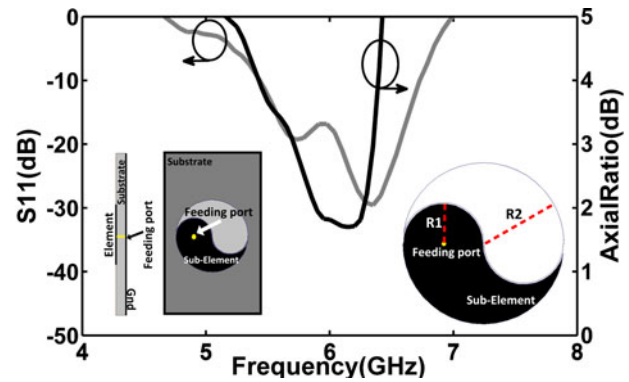 0
-10
-20
-30
-40
-50
S11(dB)
4
5
6
7
8
Frequency(GHz)
5
4
3
2
1
0
AxialRatio(dB)
Substrate
Element
Feeding port
Gnd
Substrate
Feeding port
Sub-Element
R1
R2
Feeding port
Sub-Element